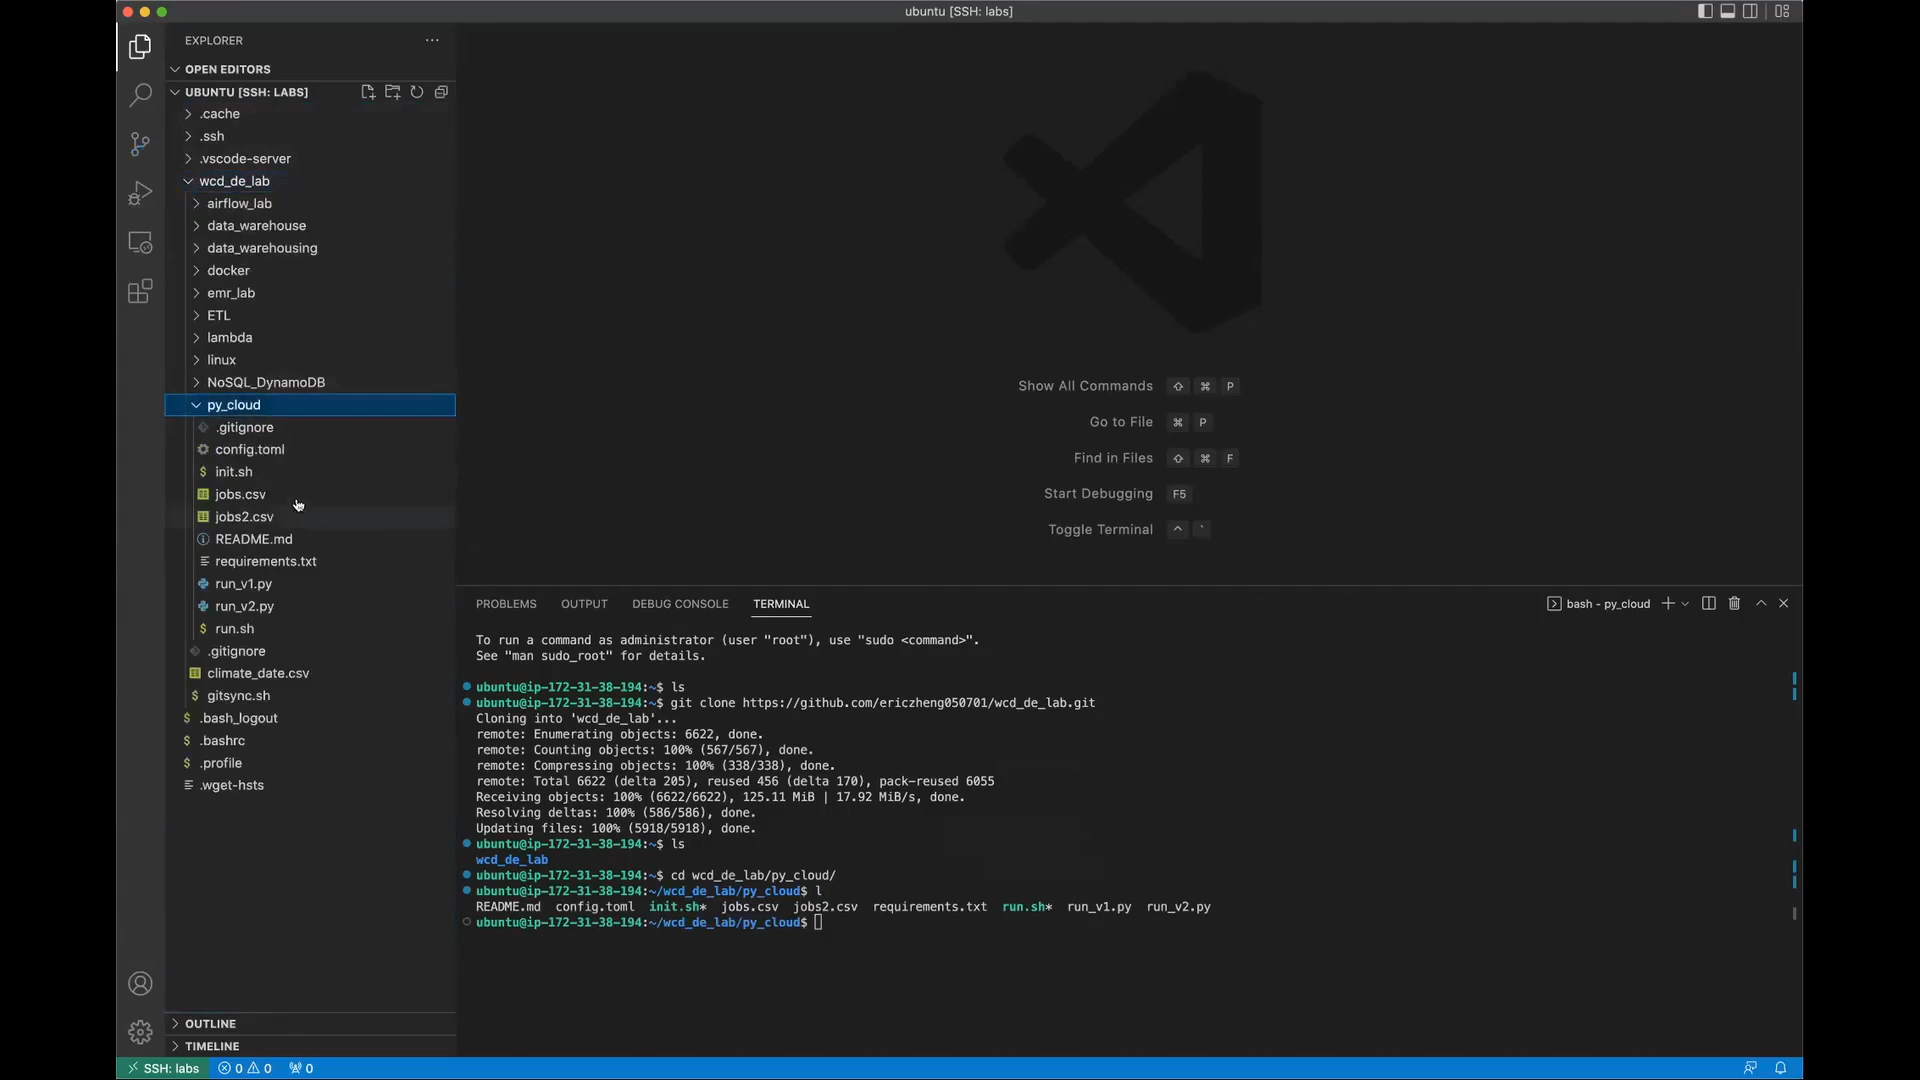 ubuntu [SSH: labs]
EXPLORER
OPEN EDITORS
UBUNTU [SSH: LABS]
.cache
.ssh
.vscode-server
wcd_de_lab
airflow_lab
data_warehouse
data_warehousing
docker
emr_lab
ETL
lambda
linux
NoSQL_DynamoDB
py_cloud
.gitignore
config.toml
$ init.sh
jobs.csv
jobs2.csv
README.md
requirements.txt
run_v1.py
run_v2.py
$ run.sh
.gitignore
climate_date.csv
$ gitsync.sh
$ .bash_logout
$ .bashrc
$ .profile
.wget-hsts
OUTLINE
TIMELINE
Show All Commands ⇧ ⌘ P
Go to File ⌘ P
Find in Files ⇧ ⌘ F
Start Debugging F5
Toggle Terminal ^ `
PROBLEMS OUTPUT DEBUG CONSOLE TERMINAL
bash - py_cloud
To run a command as administrator (user "root"), use "sudo <command>".
See "man sudo_root" for details.
ubuntu@ip-172-31-38-194:~$ ls
ubuntu@ip-172-31-38-194:~$ git clone https://github.com/ericzheng050701/wcd_de_lab.git
Cloning into 'wcd_de_lab'...
remote: Enumerating objects: 6622, done.
remote: Counting objects: 100% (567/567), done.
remote: Compressing objects: 100% (338/338), done.
remote: Total 6622 (delta 205), reused 456 (delta 170), pack-reused 6055
Receiving objects: 100% (6622/6622), 125.11 MiB | 17.92 MiB/s, done.
Resolving deltas: 100% (586/586), done.
Updating files: 100% (5918/5918), done.
ubuntu@ip-172-31-38-194:~$ ls
wcd_de_lab
ubuntu@ip-172-31-38-194:~$ cd wcd_de_lab/py_cloud/
ubuntu@ip-172-31-38-194:~/wcd_de_lab/py_cloud$ l
README.md config.toml init.sh* jobs.csv jobs2.csv requirements.txt run.sh* run_v1.py run_v2.py
ubuntu@ip-172-31-38-194:~/wcd_de_lab/py_cloud$
SSH: labs 0 0 0